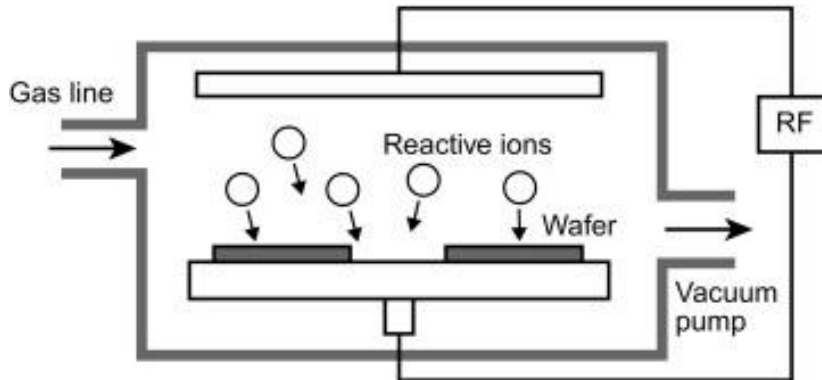 Gas line
RF
Reactive ions
Wafer
Vacuum
pump